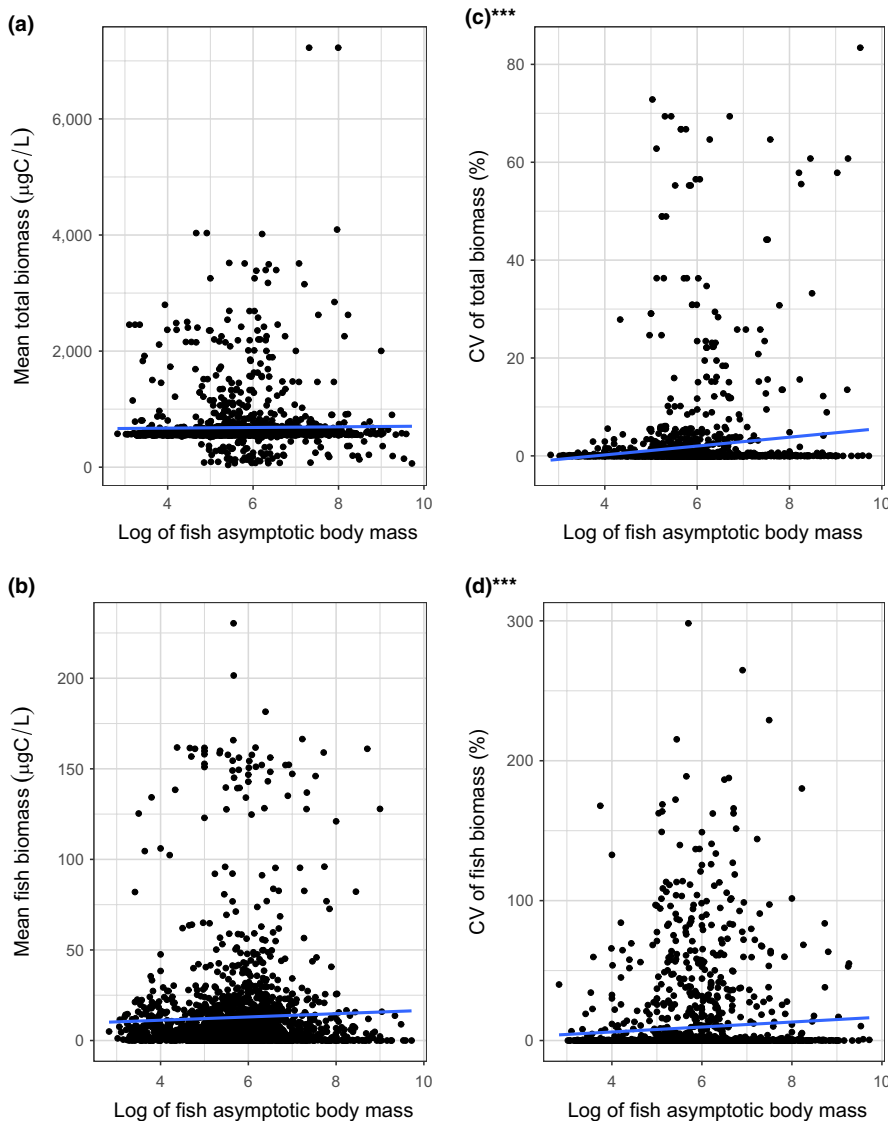 (a)
Mean total biomass (µgC/L)
6,000
4,000
2,000
0
4 6 8 10
Log of fish asymptotic body mass
(c)***
CV of total biomass (%)
80
60
40
20
0
4 6 8 10
Log of fish asymptotic body mass
(b)
Mean fish biomass (µgC/L)
200
150
100
50
0
4 6 8 10
Log of fish asymptotic body mass
(d)***
CV of fish biomass (%)
300
200
100
0
4 6 8 10
Log of fish asymptotic body mass